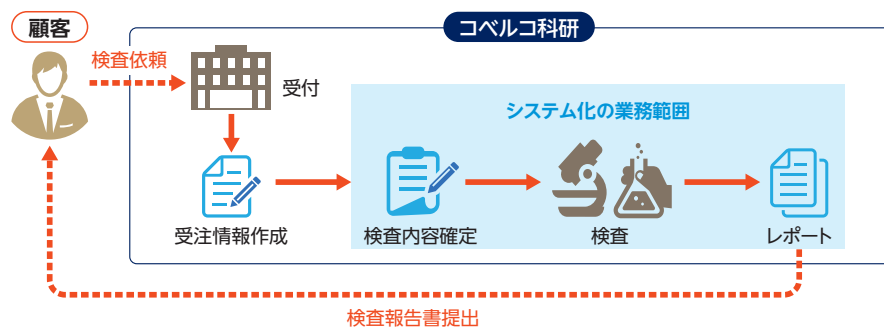 顧客
コベルコ科研
検査依頼
受付
システム化の業務範囲
受注情報作成
検査内容確定
検査
レポート
検査報告書提出